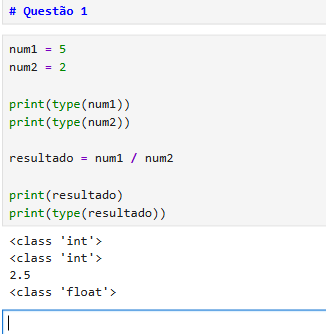 # Questão 1
num1 = 5
num2 = 2
print(type(num1))
print(type(num2))
resultado = num1 / num2
print(resultado)
print(type(resultado))
<class 'int'>
<class 'int'>
2.5
<class 'float'>